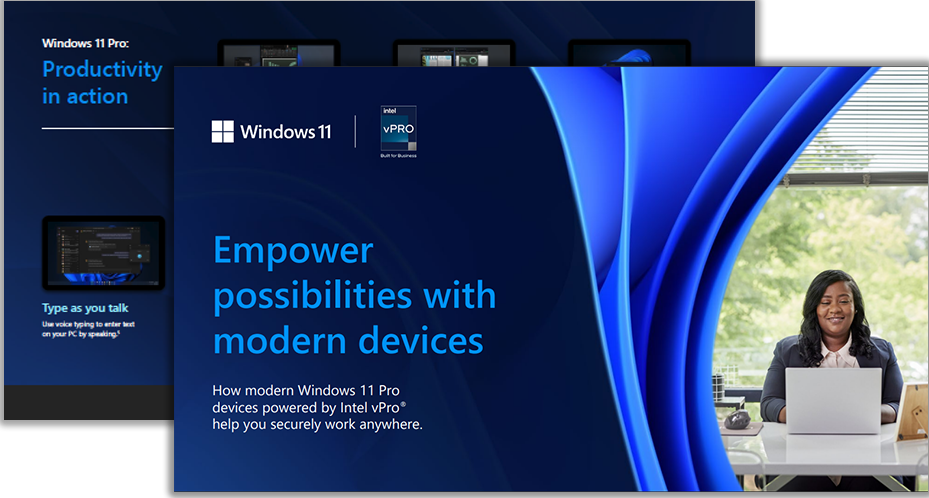 Windows 11 Pro:
Productivity
in action
Type as you talk
Use voice typing to enter text
on your PC by speaking.⁵
Windows 11
intel
vPRO
Built for Business
Empower
possibilities with
modern devices
How modern Windows 11 Pro
devices powered by Intel vPro®
help you securely work anywhere.